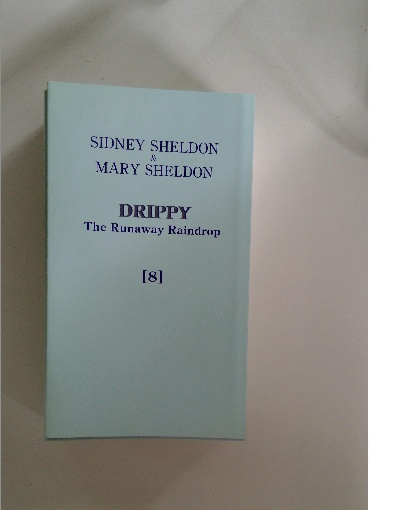 SIDNEY SHELDON
&
MARY SHELDON
DRIPPY
The Runaway Raindrop
[8]